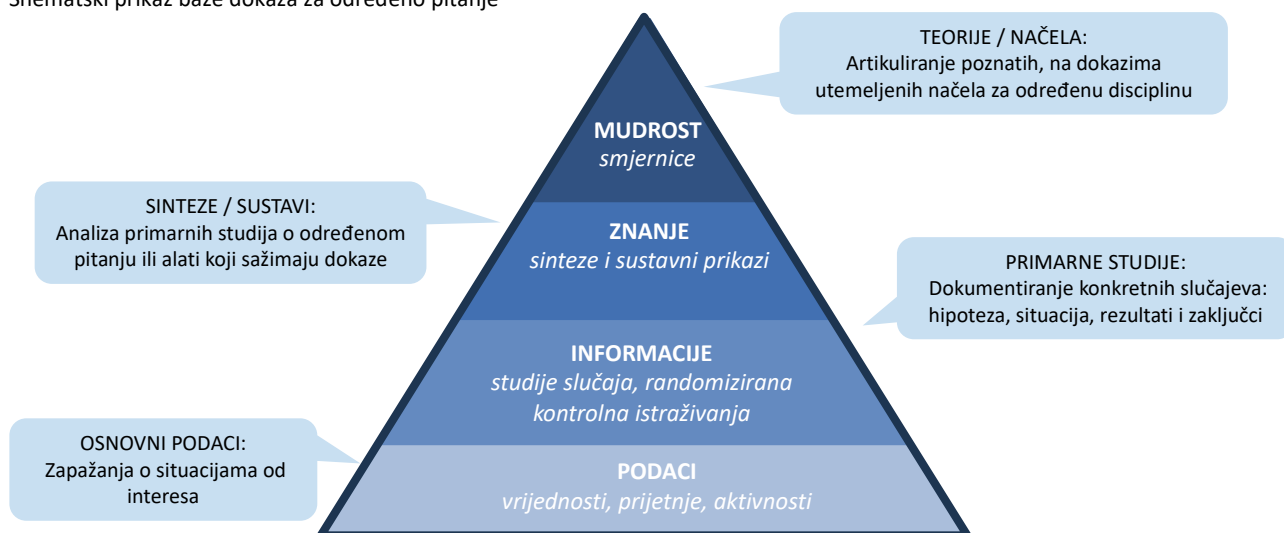 Shematski prikaz baze dokaza za određeno pitanje
TEORIJE / NAČELA:
Artikuliranje poznatih, na dokazima
utemeljenih načela za određenu disciplinu
MUDROST
smjernice
SINTEZE / SUSTAVI:
Analiza primarnih studija o određenom
pitanju ili alati koji sažimaju dokaze
ZNANJE
sinteze i sustavni prikazi
PRIMARNE STUDIJE:
Dokumentiranje konkretnih slučajeva:
hipoteza, situacija, rezultati i zaključci
INFORMACIJE
studije slučaja, randomizirana
kontrolna istraživanja
OSNOVNI PODACI:
Zapažanja o situacijama od
interesa
PODACI
vrijednosti, prijetnje, aktivnosti